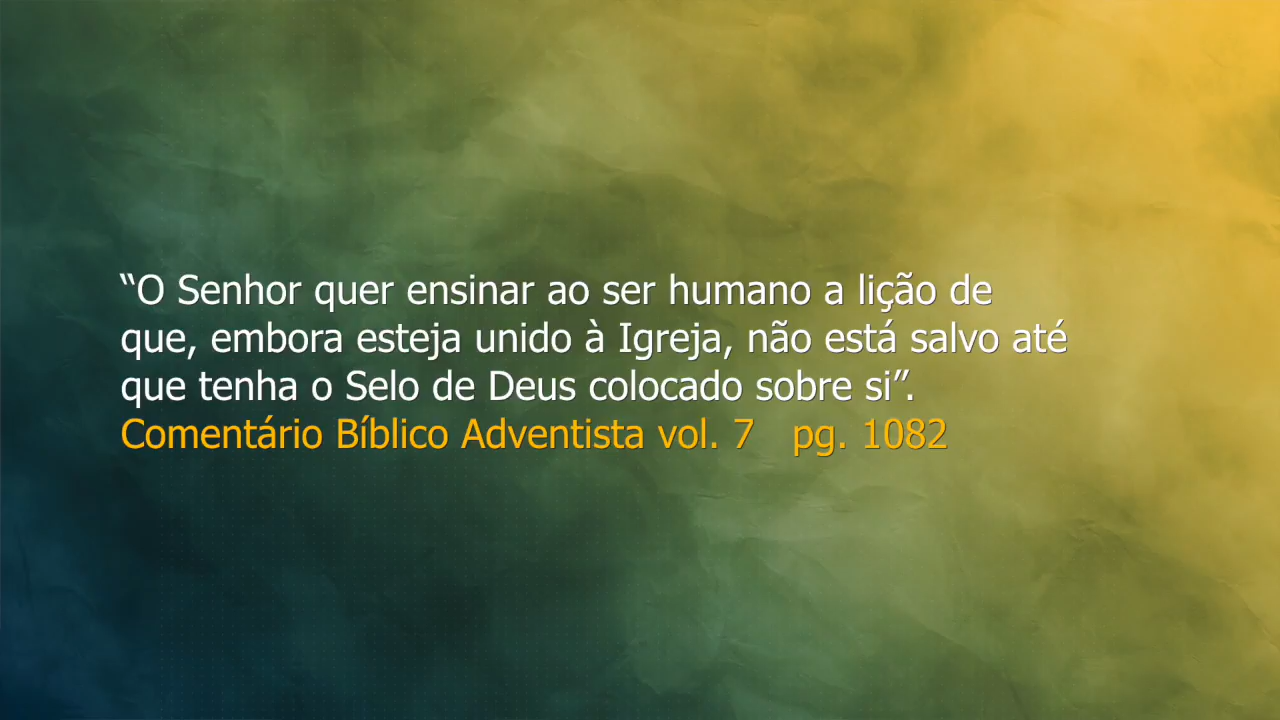 “O Senhor quer ensinar ao ser humano a lição de
que, embora esteja unido à Igreja, não está salvo até
que tenha o Selo de Deus colocado sobre si”.
Comentário Bíblico Adventista vol. 7   pg. 1082